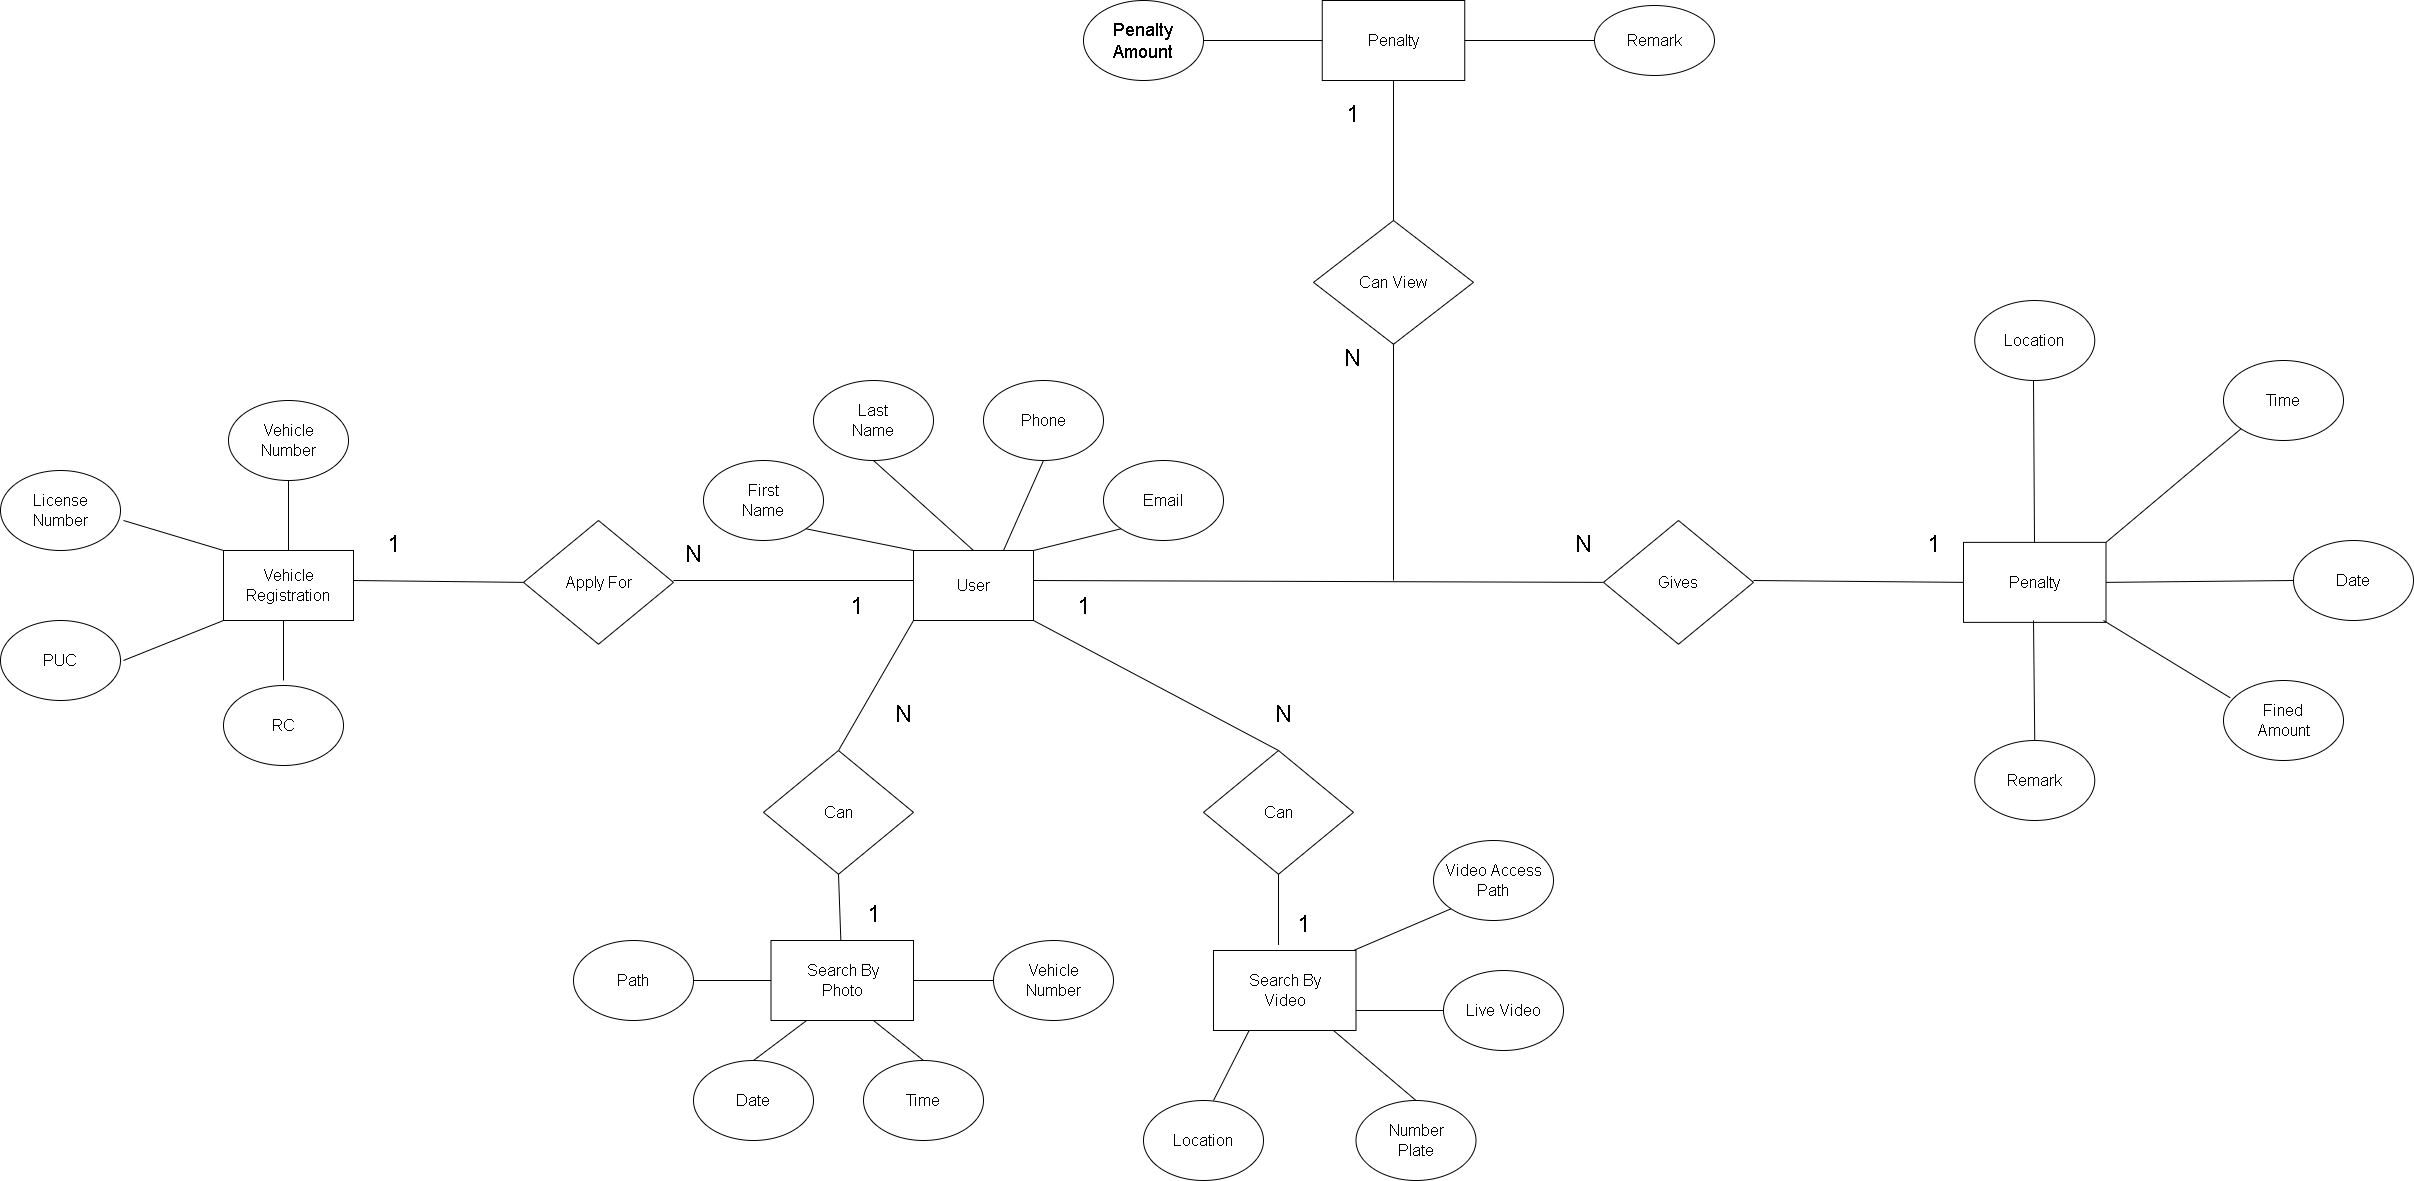 Penalty
Amount
Penalty
Remark
1
Can View
N
Location
Time
Last
Name
Phone
Vehicle
Number
First
Name
Email
License
Number
1
N
N
1
Vehicle
Registration
Apply For
User
Gives
Penalty
Date
1
1
PUC
RC
N
N
Fined
Amount
Remark
Can
Can
Video Access
Path
1
1
Path
Search By
Photo
Vehicle
Number
Search By
Video
Live Video
Date
Time
Location
Number
Plate